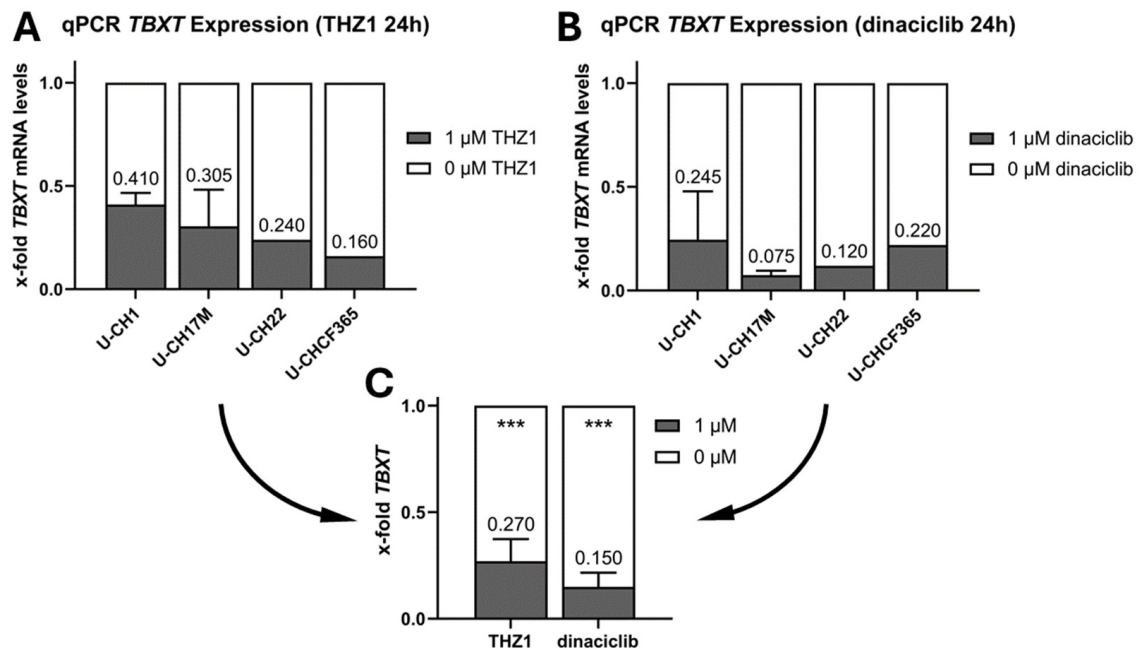 A qPCR TBXT Expression (THZ1 24h)
x-fold TBXT mRNA levels
1.0
0.5
0.0
0.410
0.305
0.240
0.160
U-CH1
U-CH17M
U-CH22
U-CHCF365
1 µM THZ1
0 µM THZ1
B qPCR TBXT Expression (dinaciclib 24h)
x-fold TBXT mRNA levels
1.0
0.5
0.0
0.245
0.075
0.120
0.220
U-CH1
U-CH17M
U-CH22
U-CHCF365
1 µM dinaciclib
0 µM dinaciclib
C
x-fold TBXT
1.0
0.5
0.0
***
***
0.270
0.150
THZ1
dinaciclib
1 µM
0 µM